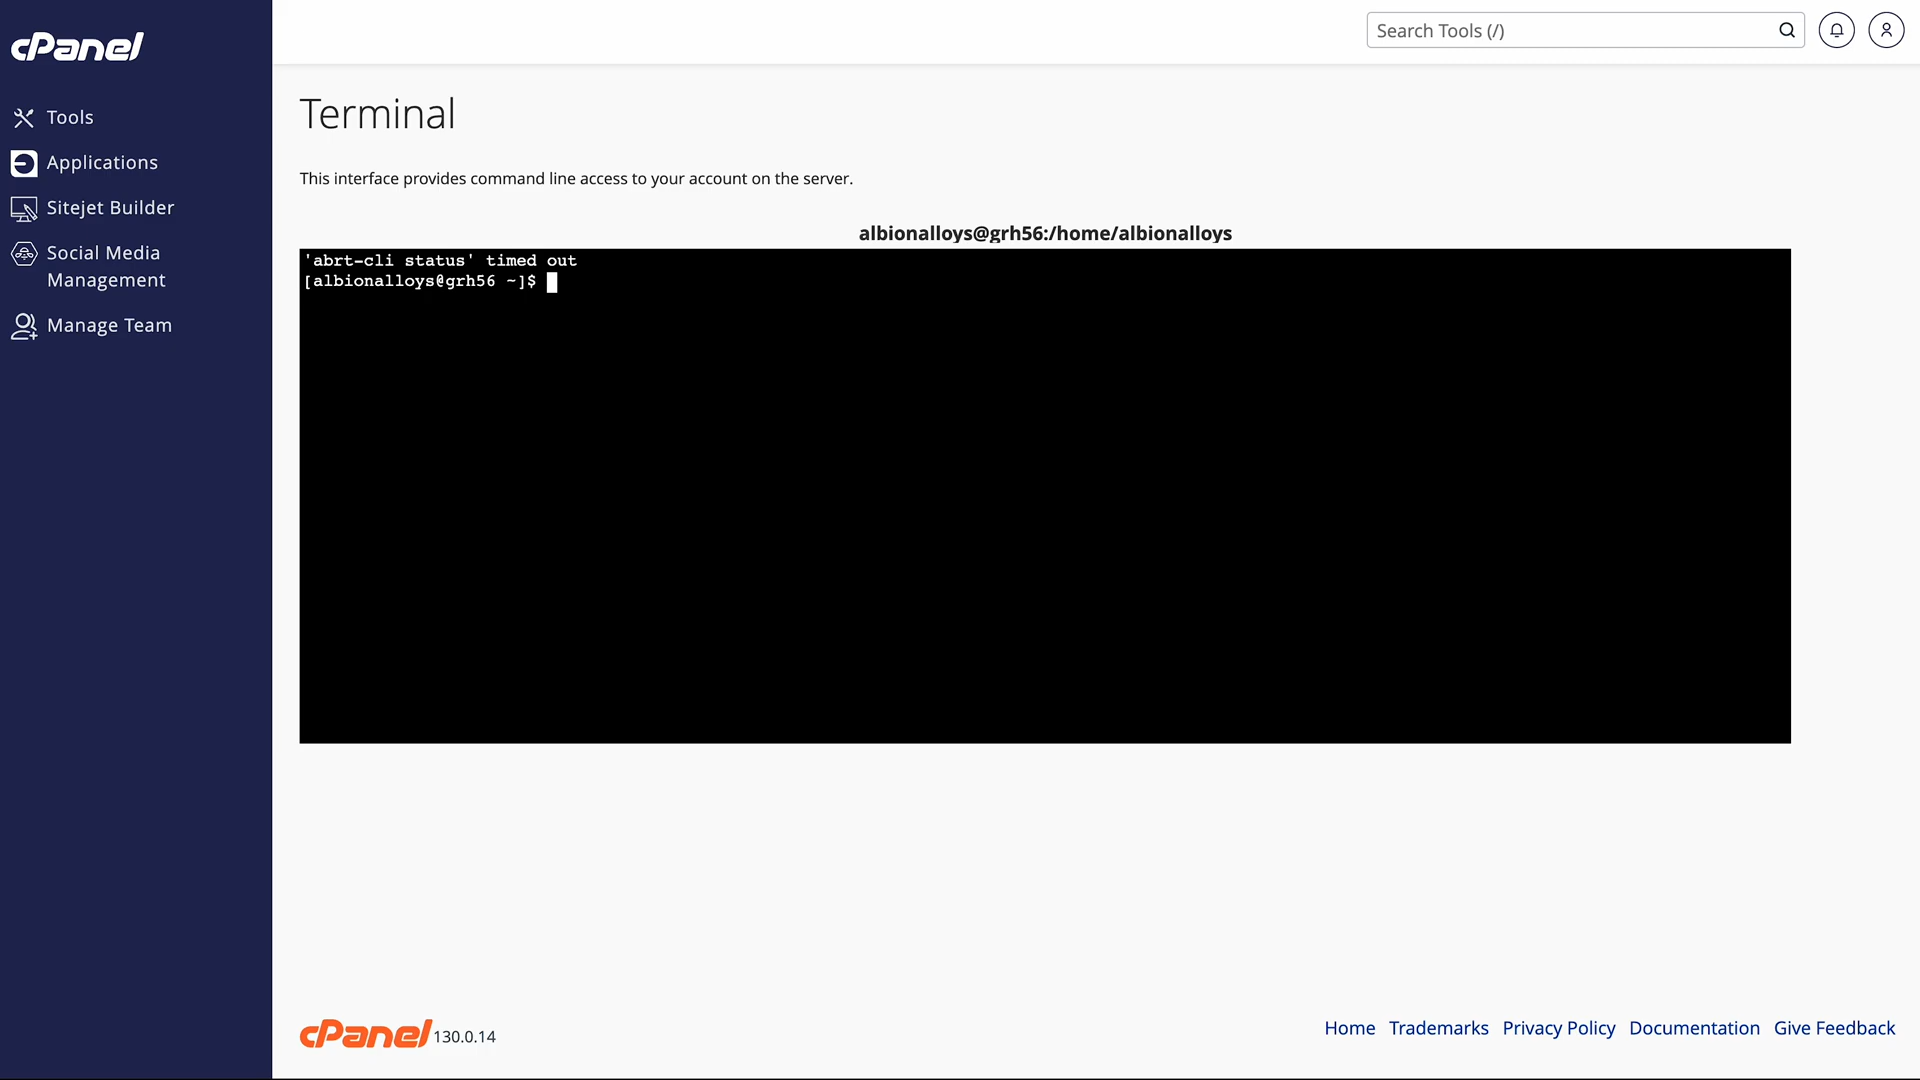 cPanel
Search Tools (/)
Tools
Applications
Sitejet Builder
Social Media
Management
Manage Team
Terminal
This interface provides command line access to your account on the server.
albionalloys@grh56:/home/albionalloys
'abrt-cli status' timed out
[albionalloys@grh56 ~]$
cPanel 130.0.14
Home Trademarks Privacy Policy Documentation Give Feedback